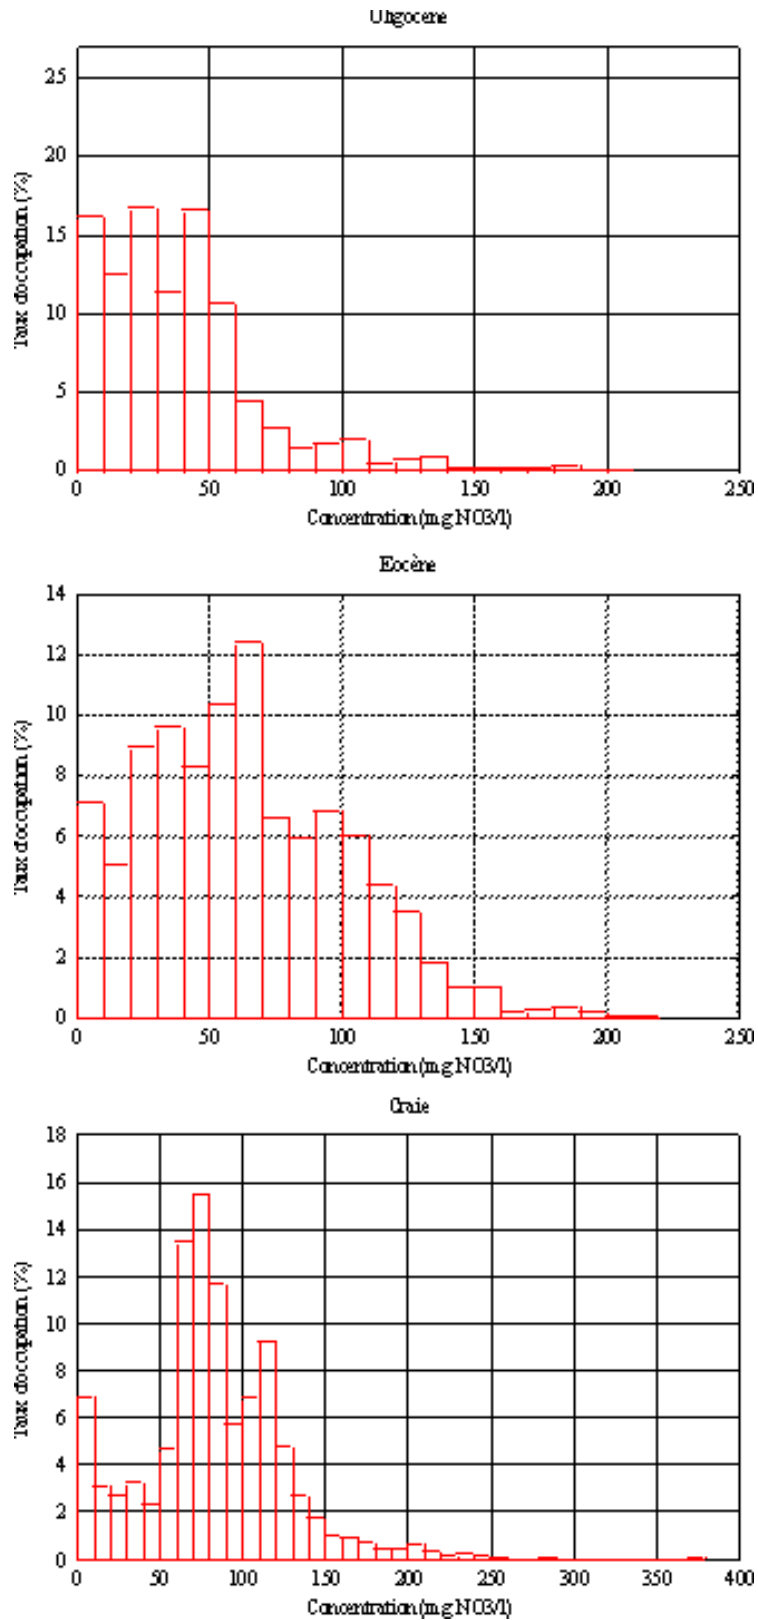 Oligocène
25
20
15
10
5
0
0 50 100 150 200 250
Taux d'occupation (%)
Concentration (mg NO3/l)
Eocène
14
12
10
8
6
4
2
0
0 50 100 150 200 250
Taux d'occupation (%)
Concentration (mg NO3/l)
Craie
18
16
14
12
10
8
6
4
2
0
0 50 100 150 200 250 300 350 400
Taux d'occupation (%)
Concentration (mg NO3/l)